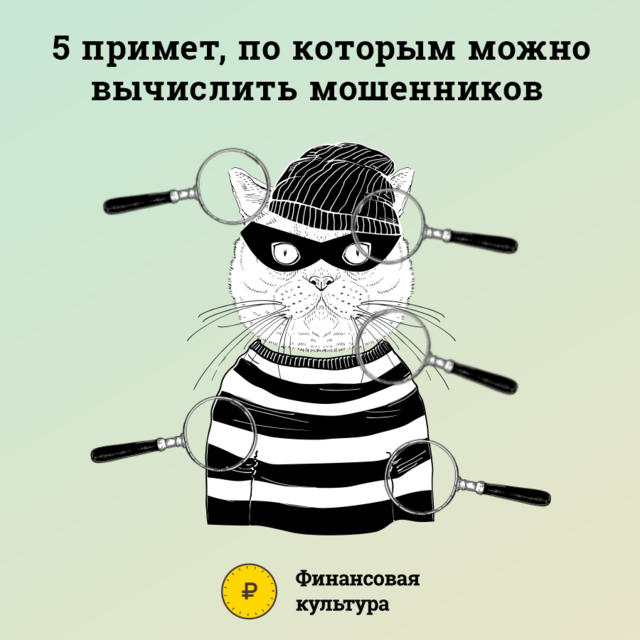 5 примет, по которым можно
вычислить мошенников
₽
Финансовая
культура